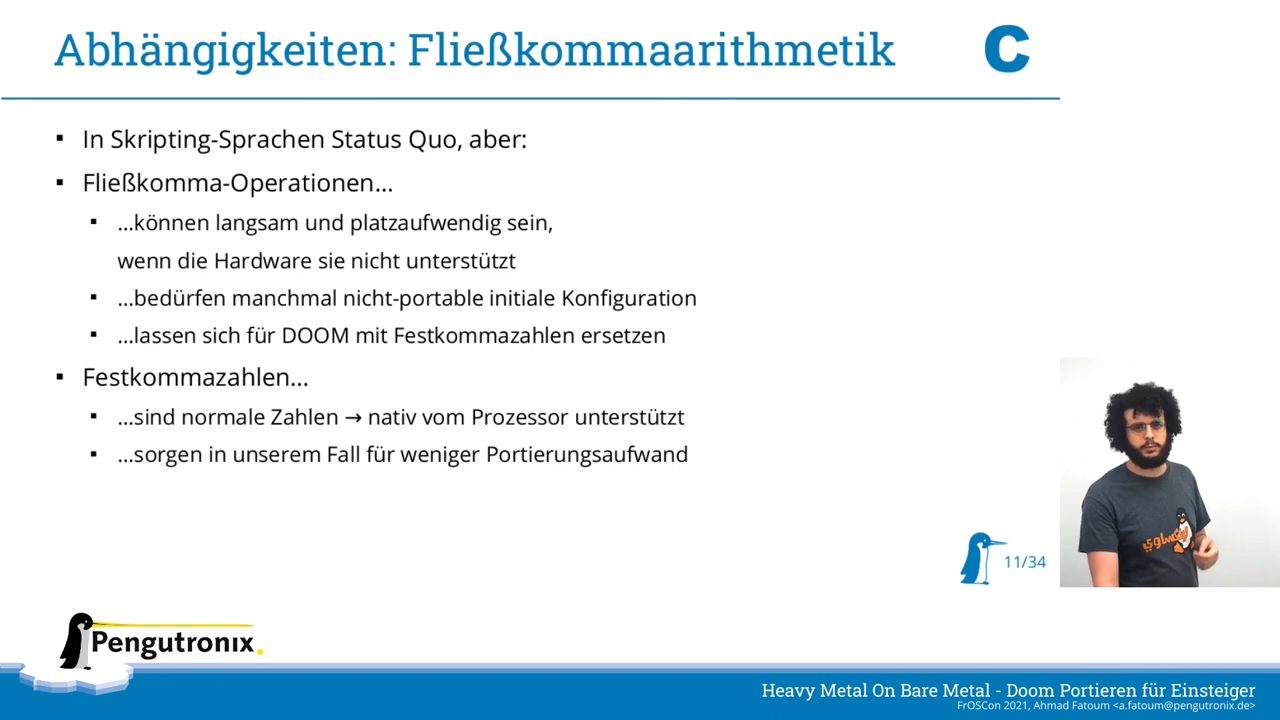 Abhängigkeiten: Fließkommaarithmetik
C
In Skripting-Sprachen Status Quo, aber:
Fließkomma-Operationen...
...können langsam und platzaufwendig sein,
wenn die Hardware sie nicht unterstützt
...bedürfen manchmal nicht-portable initiale Konfiguration
...lassen sich für DOOM mit Festkommazahlen ersetzen
Festkommazahlen...
...sind normale Zahlen → nativ vom Prozessor unterstützt
...sorgen in unserem Fall für weniger Portierungsaufwand
11/34
Pengutronix.
Heavy Metal On Bare Metal - Doom Portieren für Einsteiger
FrOSCon 2021, Ahmad Fatoum <a.fatoum@pengutronix.de>